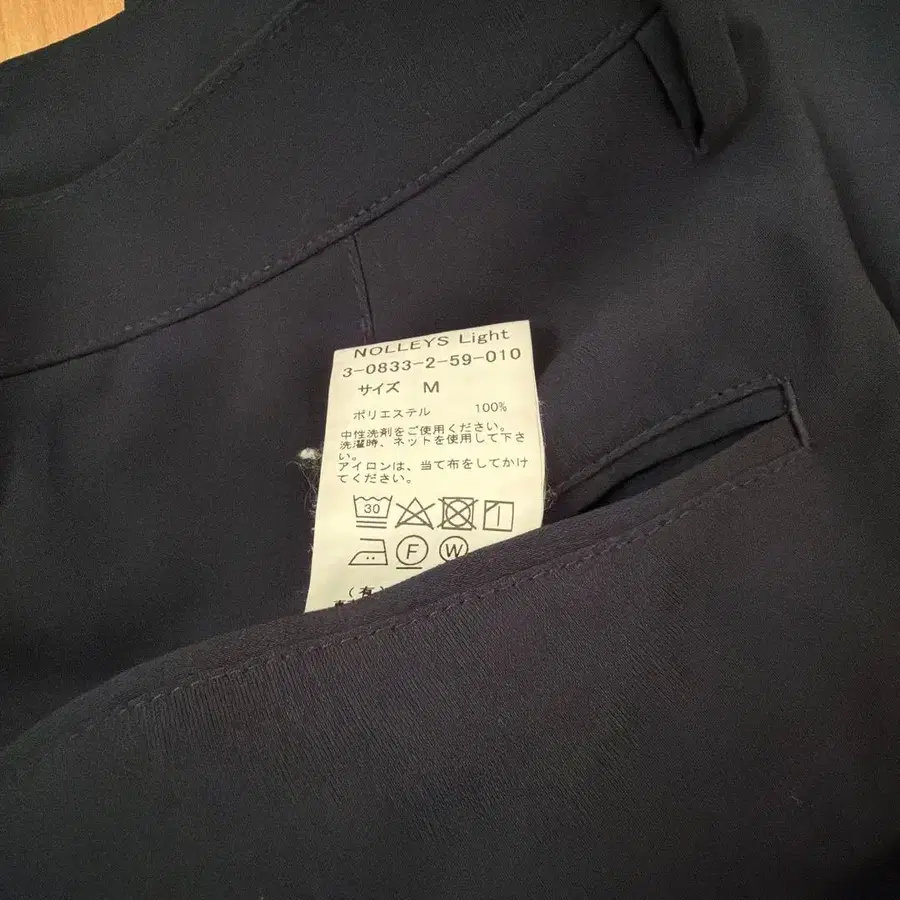 NOLLEYS Light
3-0833-2-59-010
サイズ M
ポリエステル 100%
中性洗剤をご使用ください。
洗濯時、ネットを使用して下さ
い。
アイロンは、当て布をしてかけ
てください。
30
F W
(有)